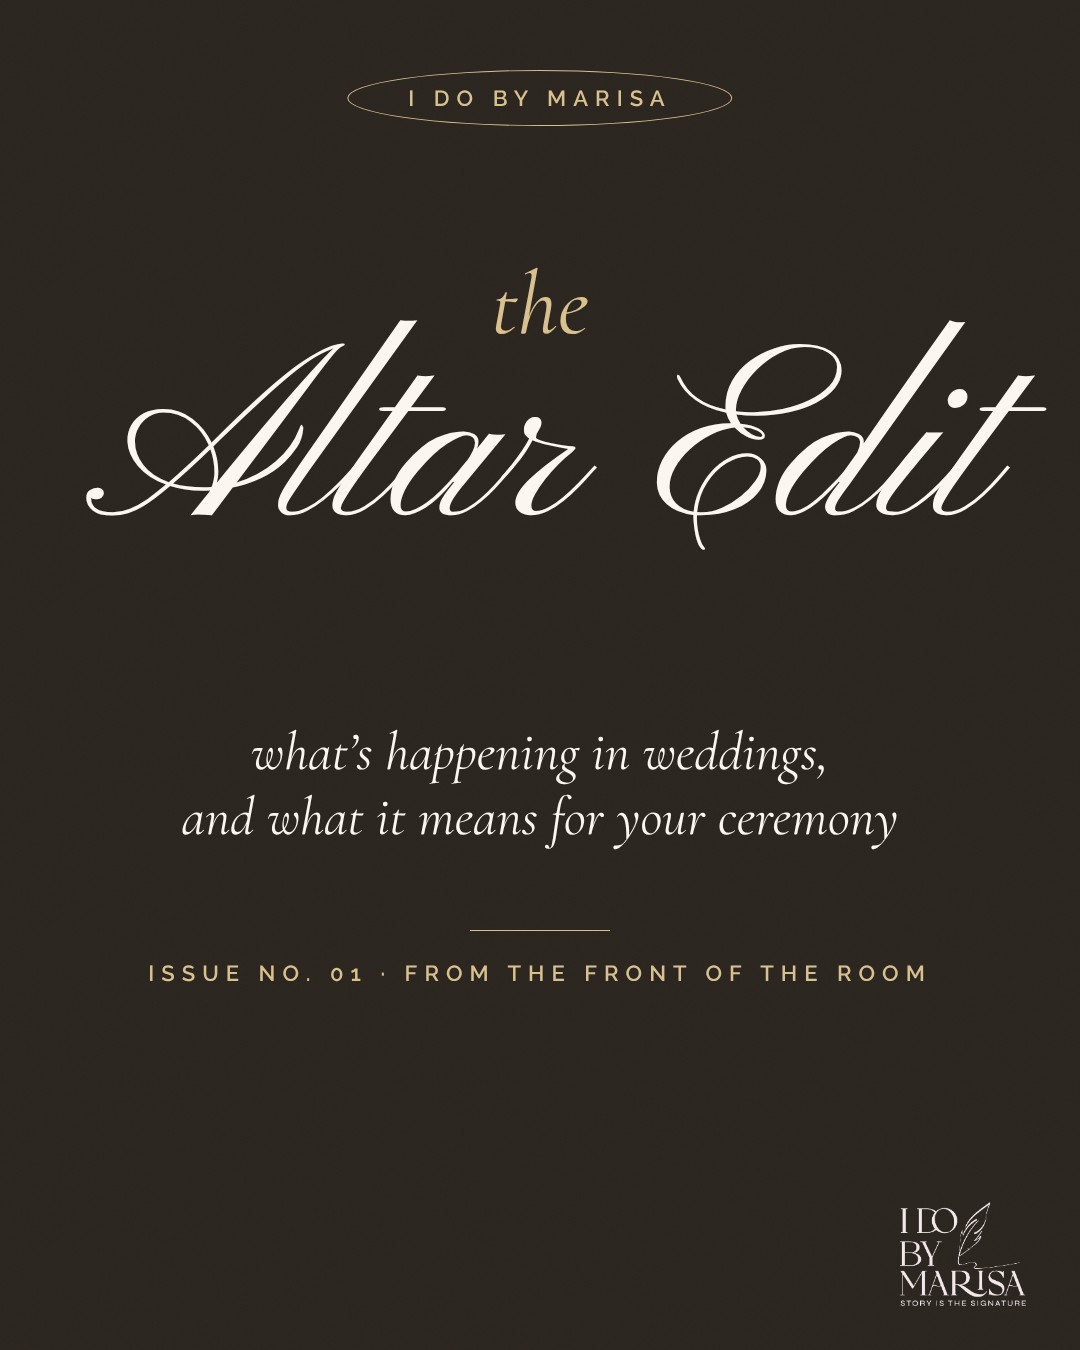 I DO BY MARISA
the
Altar Edit
what’s happening in weddings,
and what it means for your ceremony
ISSUE NO. 01 · FROM THE FRONT OF THE ROOM
I DO
BY
MARISA
STORY IS THE SIGNATURE